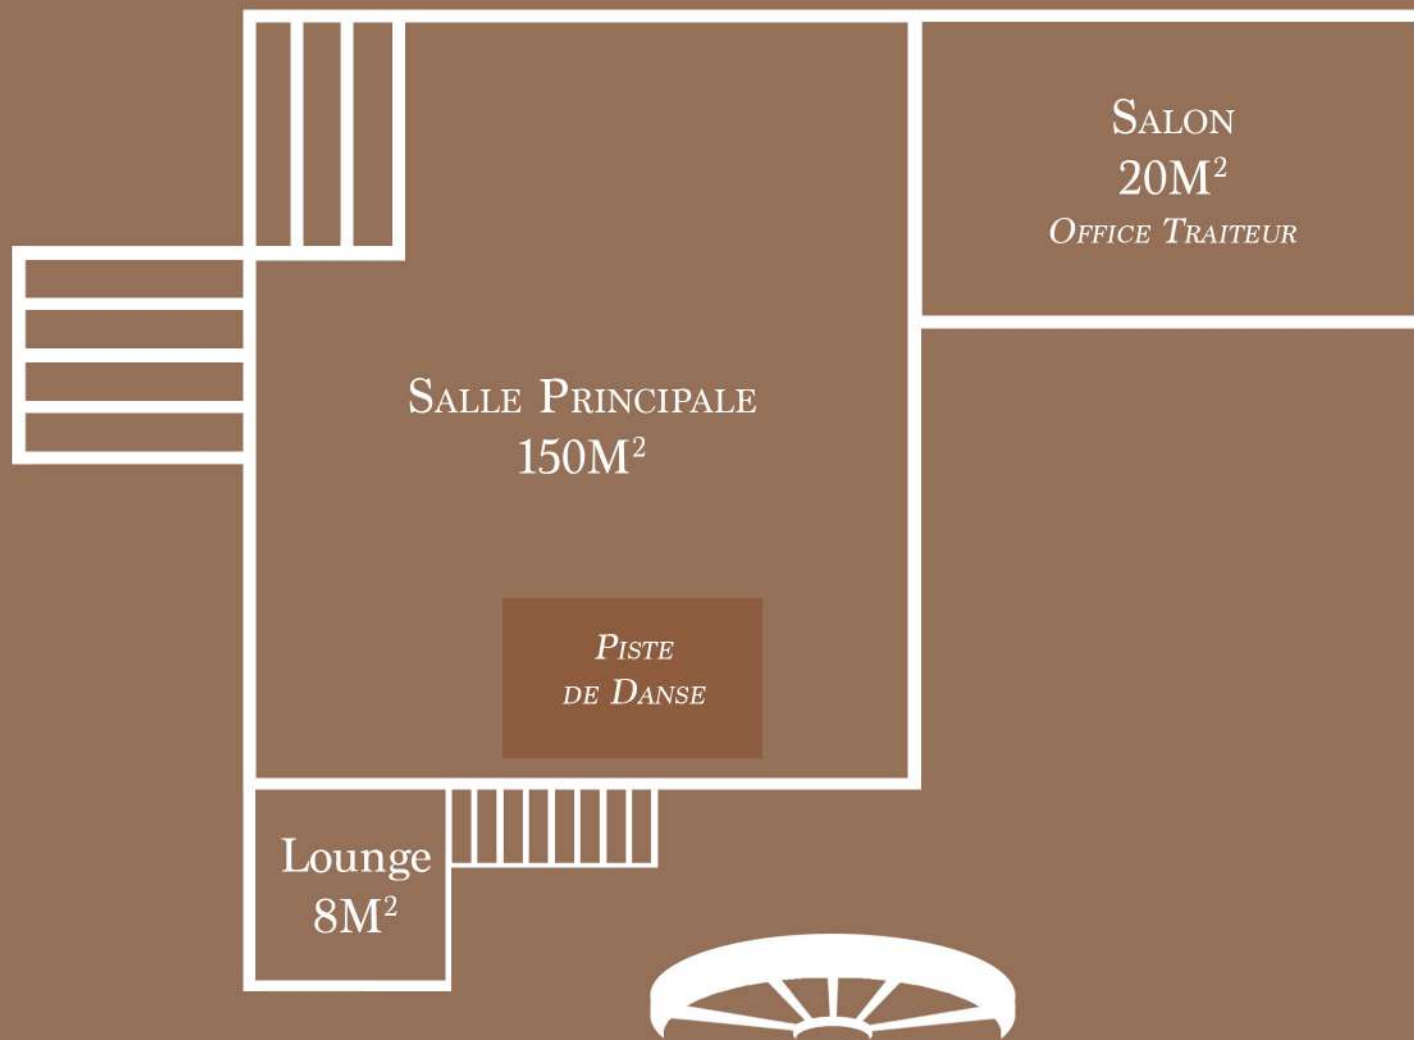 Salon
20M²
Office Traiteur
Salle Principale
150M²
Piste
de Danse
Lounge
8M²